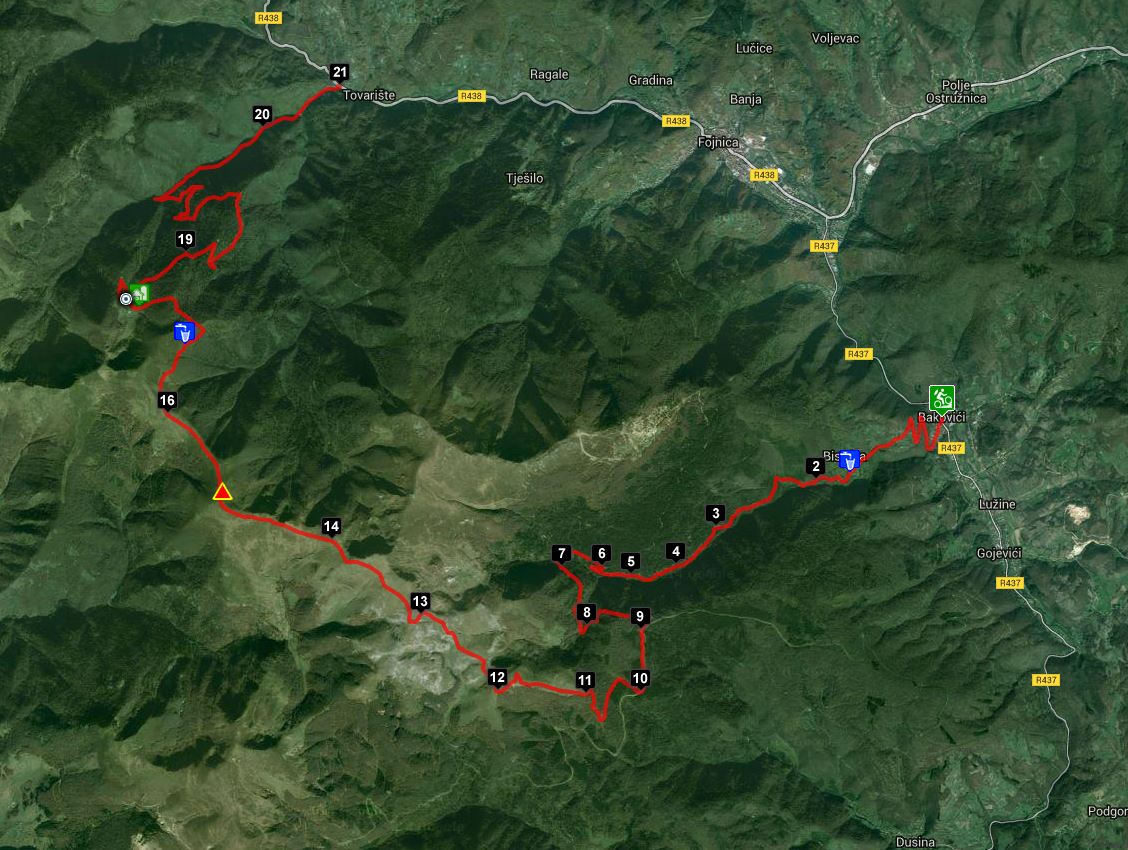 R438
Voljevac
Lučice
21
Ragale
Gradina
Polje
Ostružnica
Tovarište
R438
Banja
20
R438
Fojnica
Tješilo
R438
19
R437
R437
16
Bako
ići
R437
Bis
a
2
14
3
Lužine
7
6
5
4
Gojevići
R437
13
8
9
12
11
10
R437
Podgor
Dusina